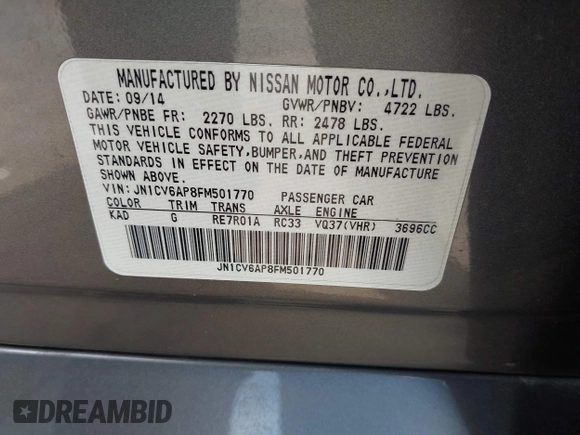 MANUFACTURED BY NISSAN MOTOR CO.,LTD.
DATE: 09/14 GVWR/PNBV: 4722 LBS.
GAWR/PNBE FR: 2270 LBS. RR: 2478 LBS.
THIS VEHICLE CONFORMS TO ALL APPLICABLE FEDERAL
MOTOR VEHICLE SAFETY,BUMPER,AND THEFT PREVENTION
STANDARDS IN EFFECT ON THE DATE OF MANUFACTURE
SHOWN ABOVE.
VIN: JN1CV6AP8FM501770 PASSENGER CAR
COLOR TRIM TRANS AXLE ENGINE
KAD G RE7R01A RC33 VQ37(VHR) 3696CC
JN1CV6AP8FM501770
DREAMBID